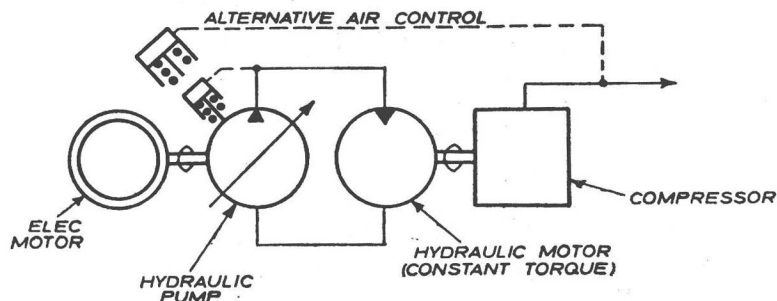 ALTERNATIVE AIR CONTROL
ELEC
MOTOR
HYDRAULIC
PUMP
HYDRAULIC MOTOR
(CONSTANT TORQUE)
COMPRESSOR